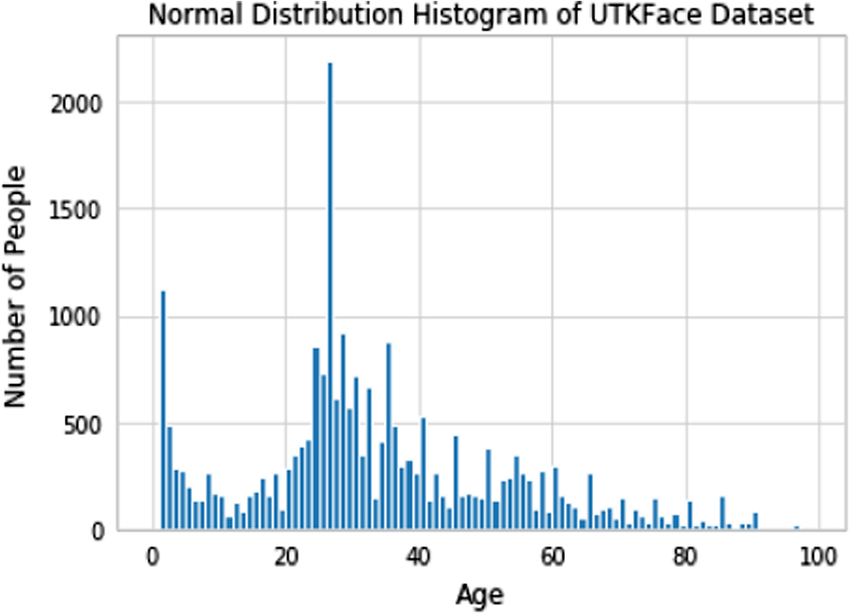 Normal Distribution Histogram of UTKFace Dataset
Number of People
2000
1500
1000
500
0
0 20 40 60 80 100
Age